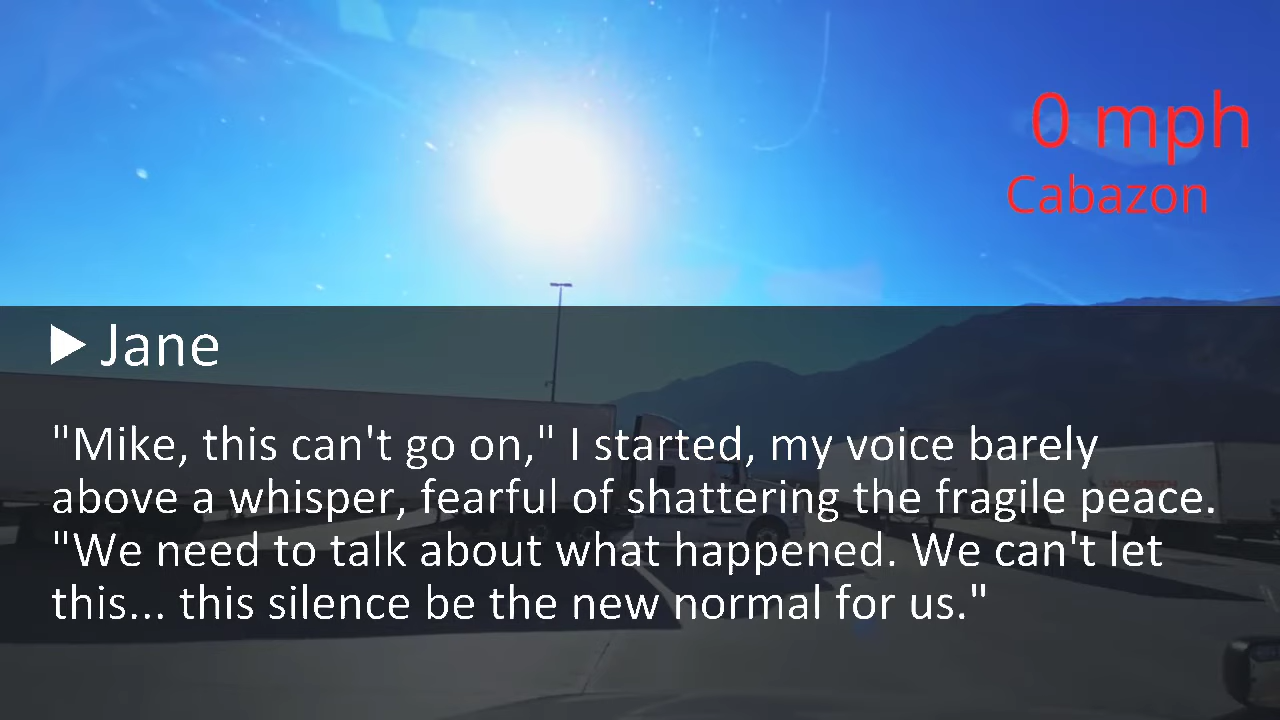 0 mph
Cabazon
Jane
"Mike, this can't go on," I started, my voice barely
above a whisper, fearful of shattering the fragile peace.
"We need to talk about what happened. We can't let
this... this silence be the new normal for us."